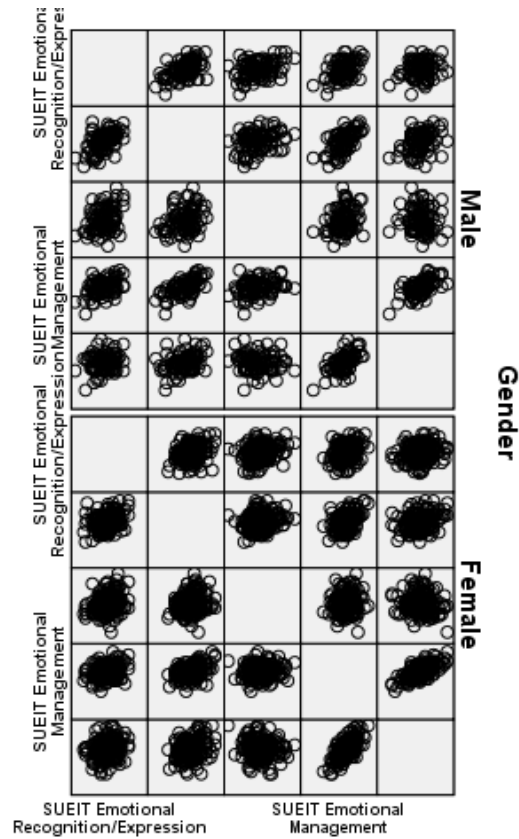 SUEIT Emotional
Recognition/Expres
SUEIT Emotional
Management
Male
Gender
SUEIT Emotional
Recognition/Expression
SUEIT Emotional
Management
Female
SUEIT Emotional
Recognition/Expression
SUEIT Emotional
Management